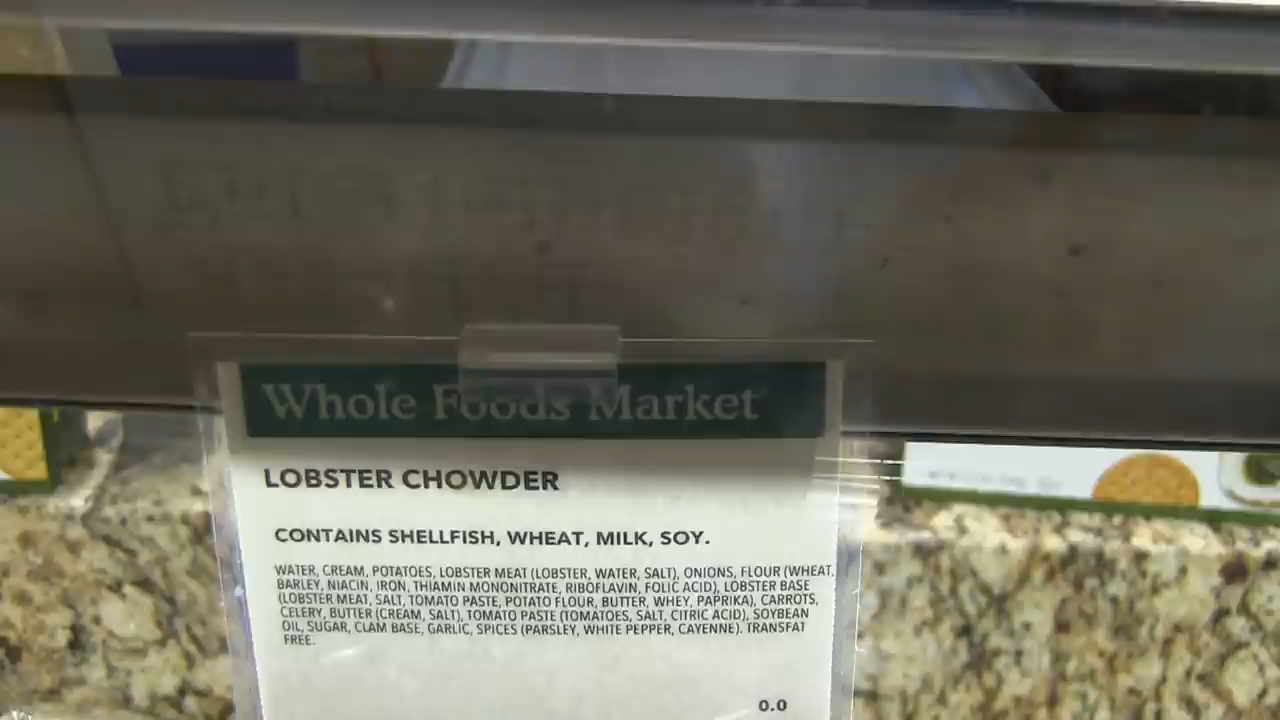 Whole Foods Market
LOBSTER CHOWDER
CONTAINS SHELLFISH, WHEAT, MILK, SOY.
WATER, CREAM, POTATOES, LOBSTER MEAT (LOBSTER, WATER, SALT), ONIONS, FLOUR (WHEAT,
BARLEY, NIACIN, IRON, THIAMIN MONONITRATE, RIBOFLAVIN, FOLIC ACID), LOBSTER BASE
(LOBSTER MEAT, SALT, TOMATO PASTE, POTATO FLOUR, BUTTER, WHEY, PAPRIKA), CARROTS,
CELERY, BUTTER (CREAM, SALT), TOMATO PASTE (TOMATOES, SALT, CITRIC ACID), SOYBEAN
OIL, SUGAR, CLAM BASE, GARLIC, SPICES (PARSLEY, WHITE PEPPER, CAYENNE). TRANSFAT
FREE.
0.0